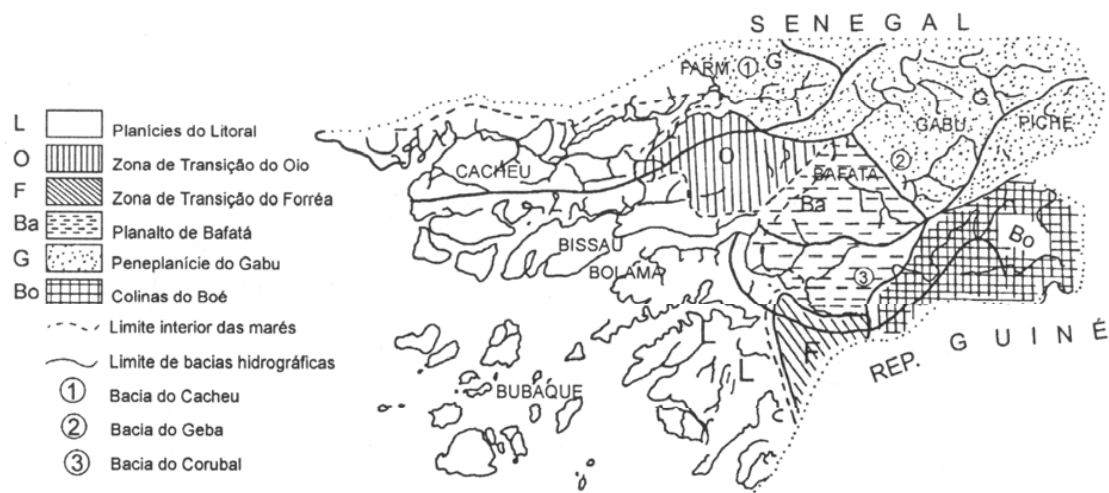 SENEGAL
FARM 1 G
L Planícies do Litoral
O Zona de Transição do Oio
F Zona de Transição do Forréa
Ba Planalto de Bafatá
G Peneplanície do Gabu
Bo Colinas do Boé
Limite interior das marés
Limite de bacias hidrográficas
1 Bacia do Cacheu
2 Bacia do Geba
3 Bacia do Corubal
G
GABU
PICHE
CACHEU
O
2
BAFATÁ
Ba
Bo
BISSAU
BOLAMA
3
F
L
REP. GUINÉ
BUBAQUE